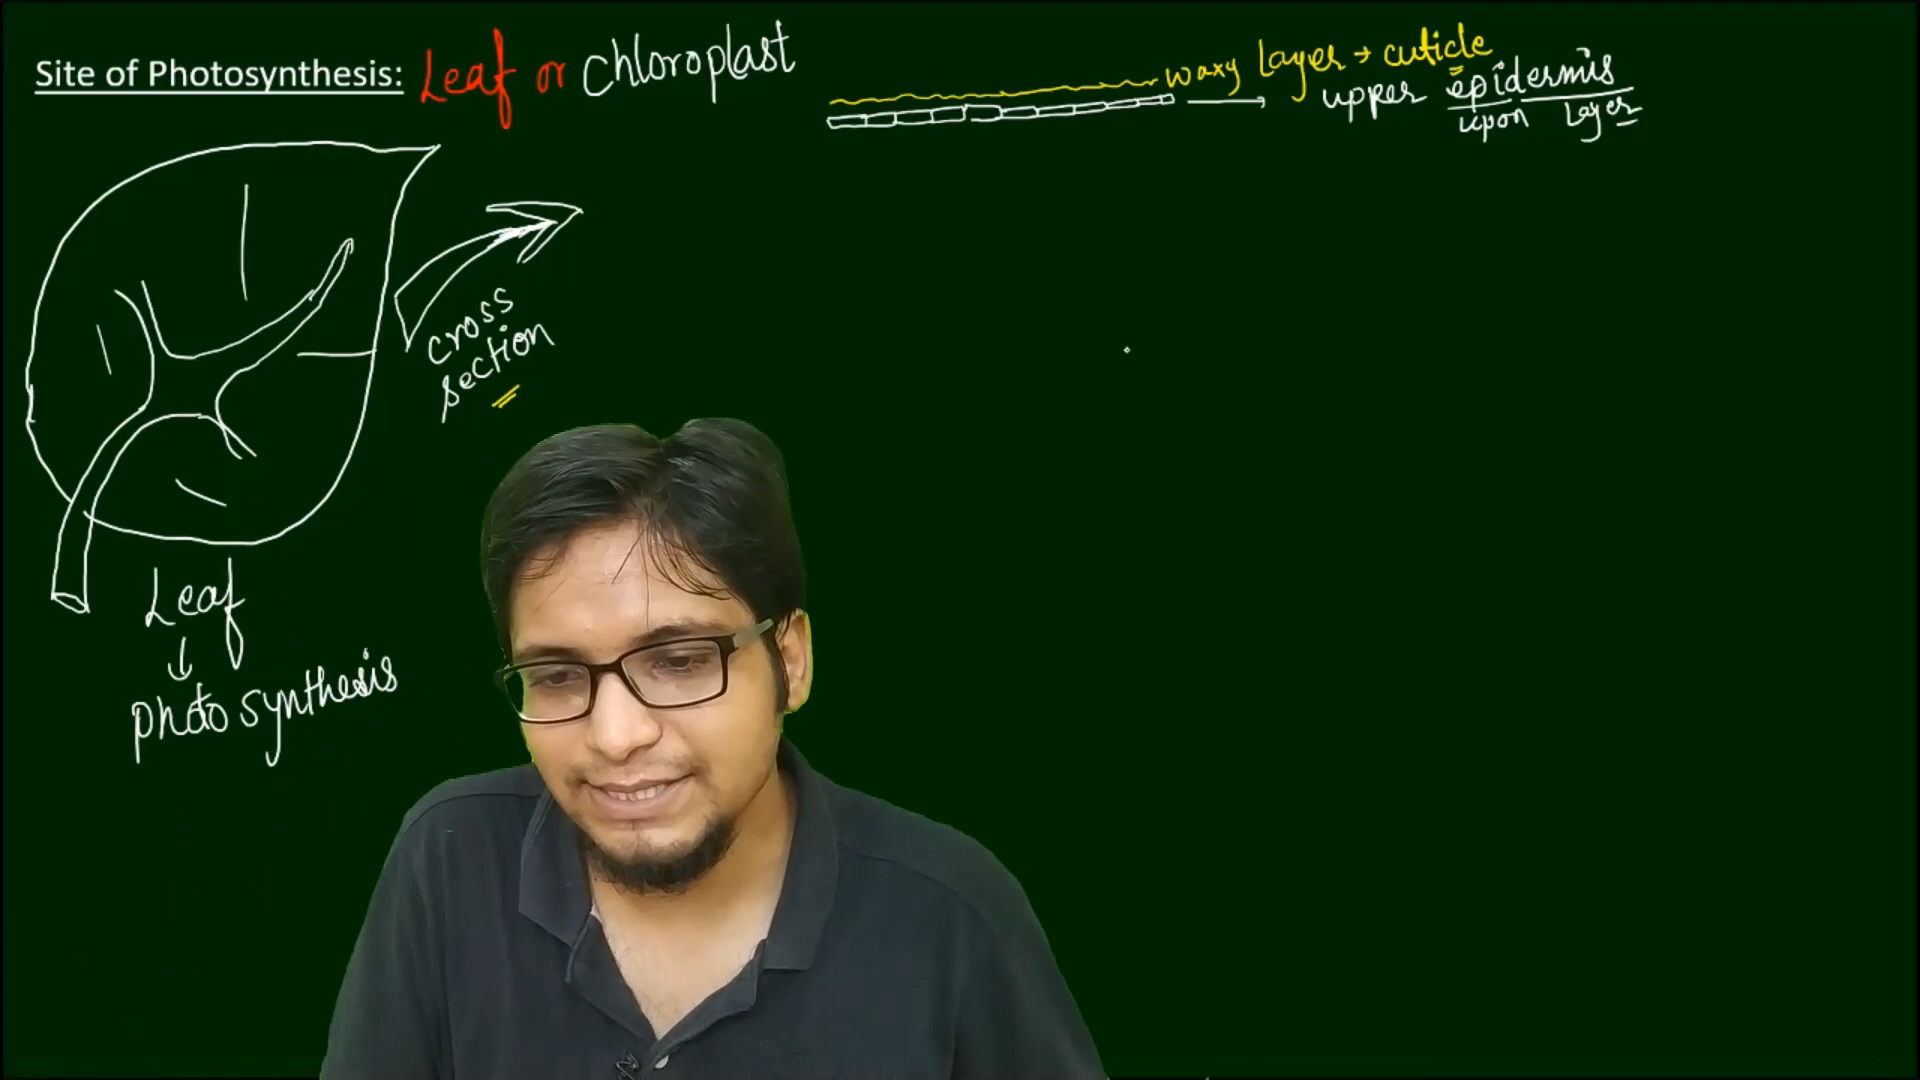 Site of Photosynthesis: Leaf or Chloroplast
waxy Layer → cuticle
upper epidermis
upon layer
cross
section
Leaf
↓
photosynthesis